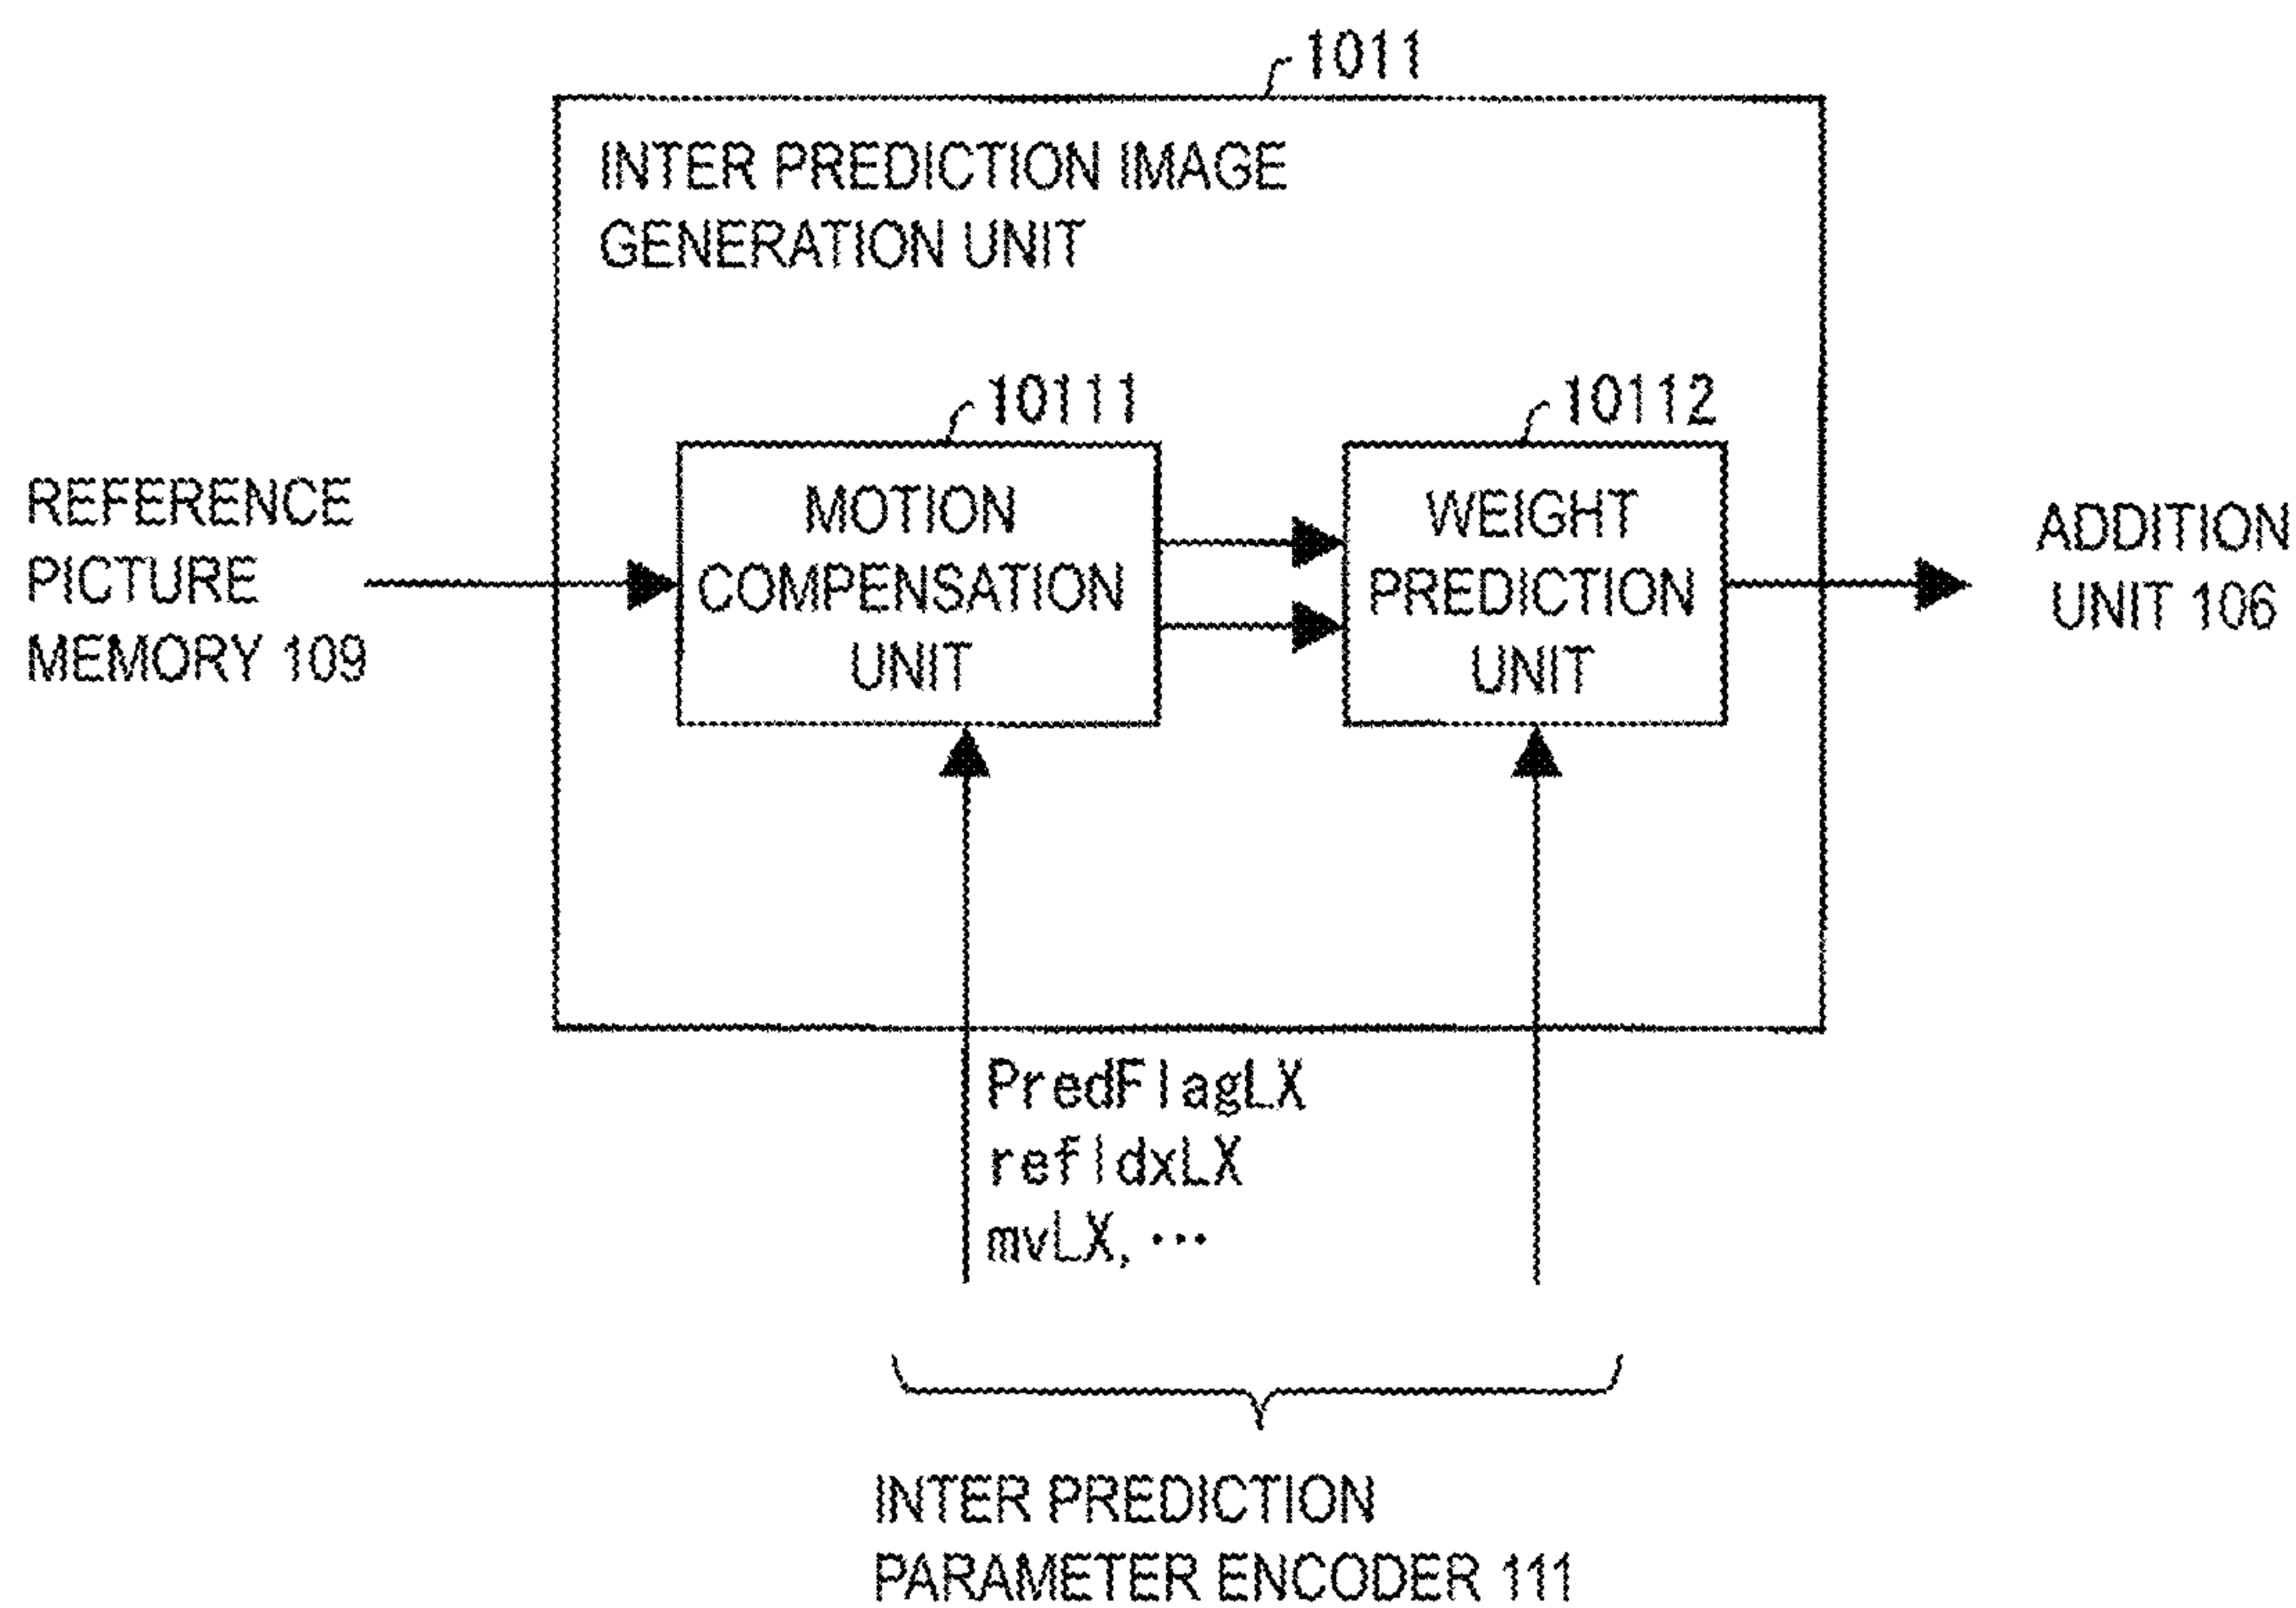 1011
INTER PREDICTION IMAGE
GENERATION UNIT
10111
10112
REFERENCE
PICTURE
MEMORY 109
MOTION
COMPENSATION
UNIT
WEIGHT
PREDICTION
UNIT
ADDITION
UNIT 106
PredFlagLX
refIdxLX
mvLX, ···
INTER PREDICTION
PARAMETER ENCODER 111